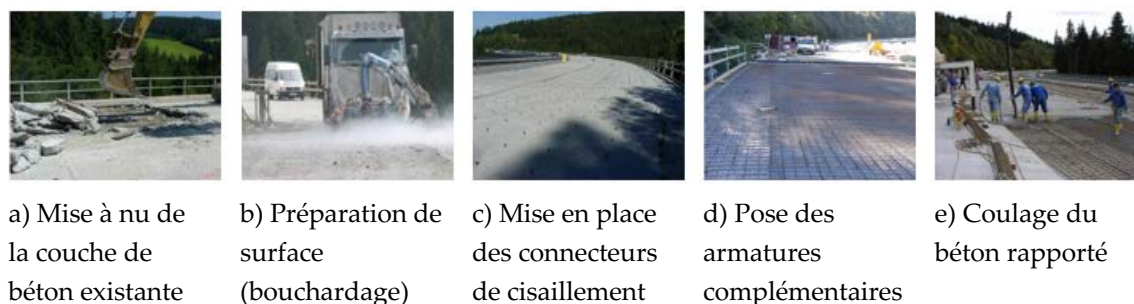 a) Mise à nu de
la couche de
béton existante
b) Préparation de
surface
(bouchardage)
c) Mise en place
des connecteurs
de cisaillement
d) Pose des
armatures
complémentaires
e) Coulage du
béton rapporté